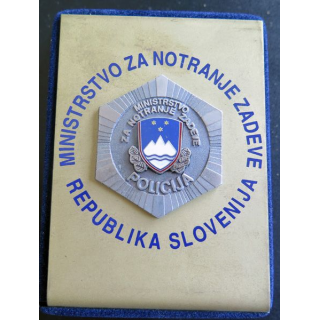 MINISTRSTVO ZA NOTRANJE ZADEVE
REPUBLIKA SLOVENIJA
MINISTRSTVO
ZA NOTRANJE ZADEVE
POLICIJA